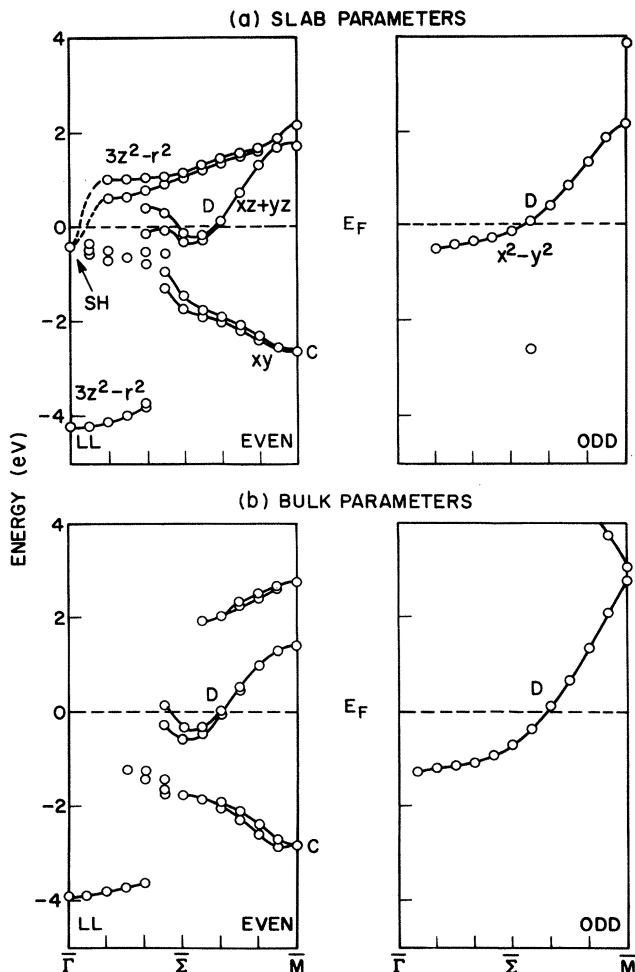 (a) SLAB PARAMETERS
4
2
0
-2
-4
3z²-r²
D
xz+yz
SH
xy
C
3z²-r²
LL
EVEN
E_F
D
x²-y²
ODD
ENERGY (eV)
(b) BULK PARAMETERS
4
2
0
-2
-4
D
C
LL
EVEN
E_F
D
ODD
Γ̅
Σ̅
M̅
Γ̅
Σ̅
M̅